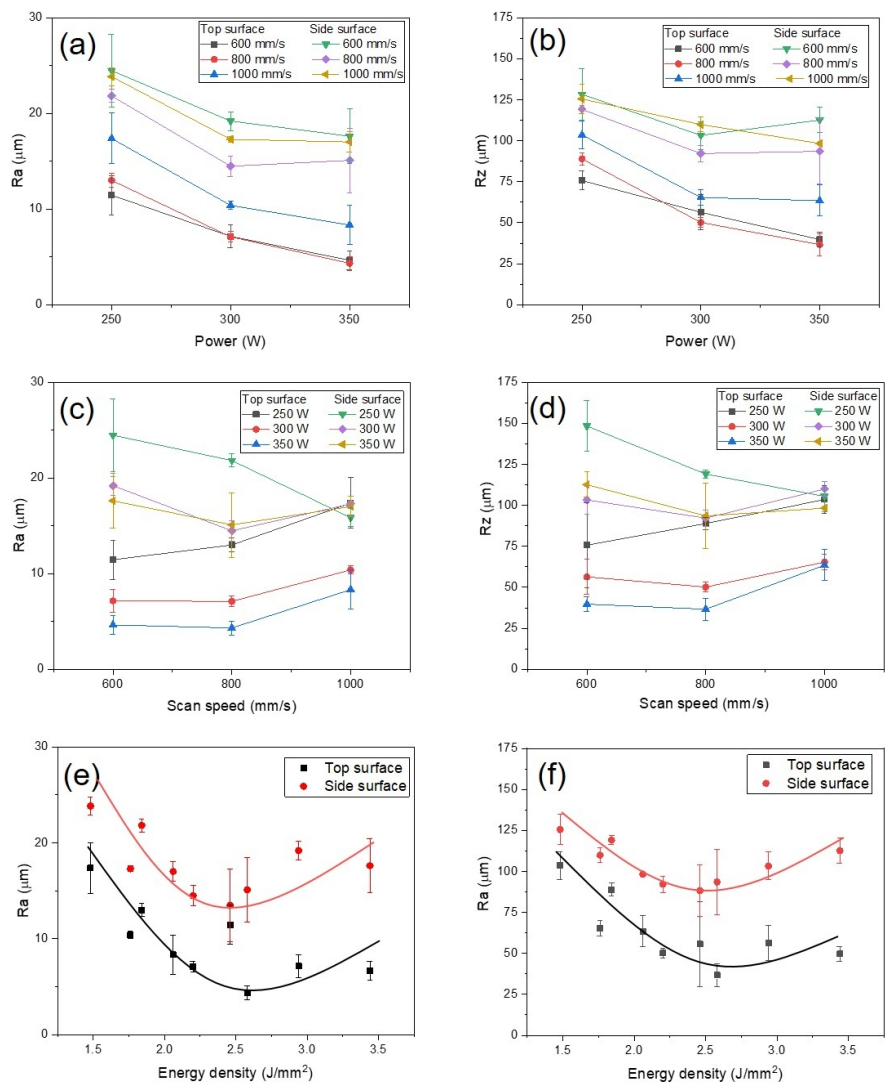 (a)
Top surface Side surface
600 mm/s 600 mm/s
800 mm/s 800 mm/s
1000 mm/s 1000 mm/s
30
20
10
0
Ra (μm)
250 300 350
Power (W)
(b)
Top surface Side surface
600 mm/s 600 mm/s
800 mm/s 800 mm/s
1000 mm/s 1000 mm/s
175
150
125
100
75
50
25
0
Rz (μm)
250 300 350
Power (W)
(c)
Top surface Side surface
250 W 250 W
300 W 300 W
350 W 350 W
30
20
10
0
Ra (μm)
600 800 1000
Scan speed (mm/s)
(d)
Top surface Side surface
250 W 250 W
300 W 300 W
350 W 350 W
175
150
125
100
75
50
25
0
Rz (μm)
600 800 1000
Scan speed (mm/s)
(e)
Top surface
Side surface
30
20
10
0
Ra (μm)
1.5 2.0 2.5 3.0 3.5
Energy density (J/mm²)
(f)
Top surface
Side surface
175
150
125
100
75
50
25
0
Ra (μm)
1.5 2.0 2.5 3.0 3.5
Energy density (J/mm²)